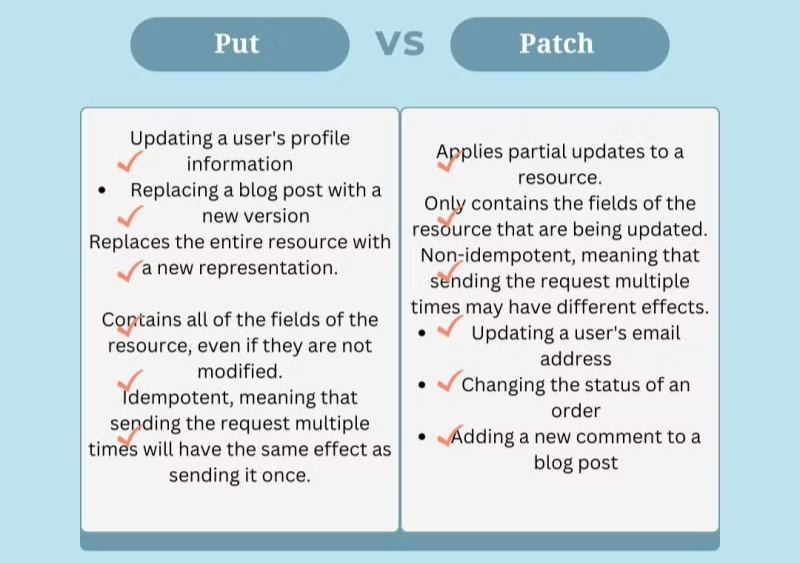 Put
VS
Patch
Updating a user's profile
information
• Replacing a blog post with a
new version
Replaces the entire resource with
a new representation.
Contains all of the fields of the
resource, even if they are not
modified.
Idempotent, meaning that
sending the request multiple
times will have the same effect as
sending it once.
Applies partial updates to a
resource.
Only contains the fields of the
resource that are being updated.
Non-idempotent, meaning that
sending the request multiple
times may have different effects.
• Updating a user's email
address
• Changing the status of an
order
• Adding a new comment to a
blog post